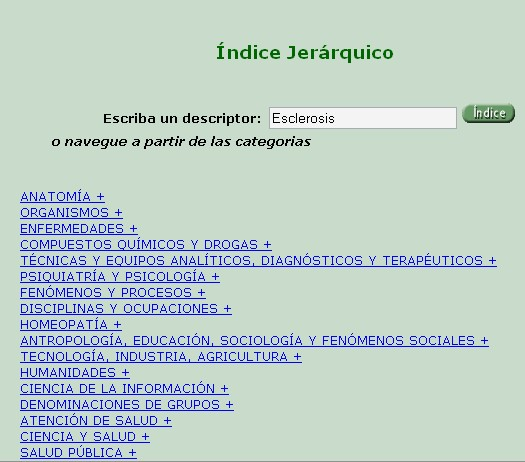 Índice Jerárquico
Escriba un descriptor: Esclerosis Índice
o navegue a partir de las categorias
ANATOMÍA +
ORGANISMOS +
ENFERMEDADES +
COMPUESTOS QUÍMICOS Y DROGAS +
TÉCNICAS Y EQUIPOS ANALÍTICOS, DIAGNÓSTICOS Y TERAPÉUTICOS +
PSIQUIATRÍA Y PSICOLOGÍA +
FENÓMENOS Y PROCESOS +
DISCIPLINAS Y OCUPACIONES +
HOMEOPATÍA +
ANTROPOLOGÍA, EDUCACIÓN, SOCIOLOGÍA Y FENÓMENOS SOCIALES +
TECNOLOGÍA, INDUSTRIA, AGRICULTURA +
HUMANIDADES +
CIENCIA DE LA INFORMACIÓN +
DENOMINACIONES DE GRUPOS +
ATENCIÓN DE SALUD +
CIENCIA Y SALUD +
SALUD PÚBLICA +